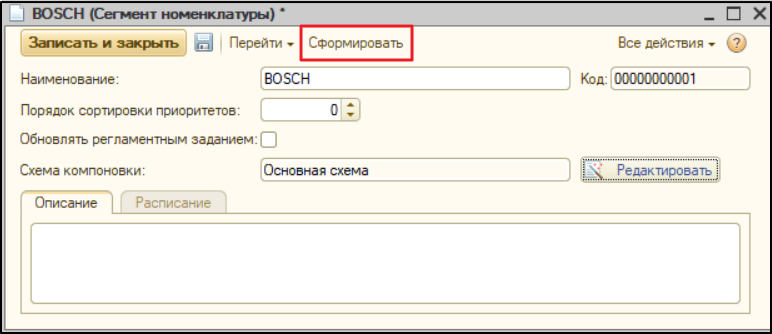 BOSCH (Сегмент номенклатуры) *
Записать и закрыть Перейти Сформировать Все действия ?
Наименование: BOSCH Код: 00000000001
Порядок сортировки приоритетов: 0
Обновлять регламентным заданием:
Схема компоновки: Основная схема Редактировать
Описание Расписание